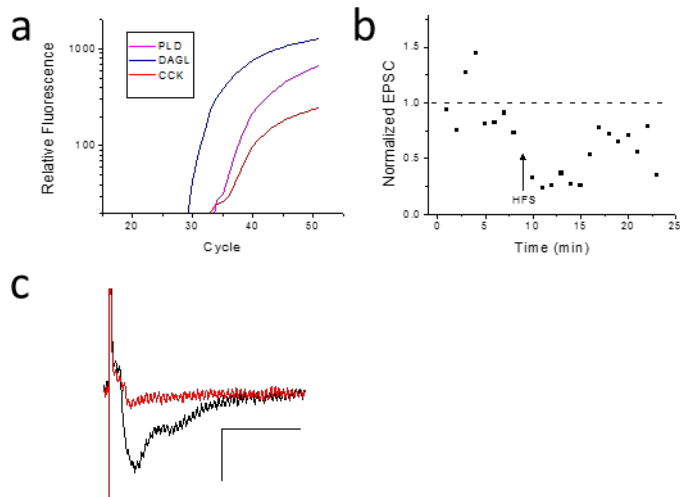 a
PLD
DAGL
CCK
1000
100
Relative Fluorescence
20
30
40
50
Cycle
b
1.5
1.0
0.5
0.0
Normalized EPSC
HFS
0
5
10
15
20
25
Time (min)
c